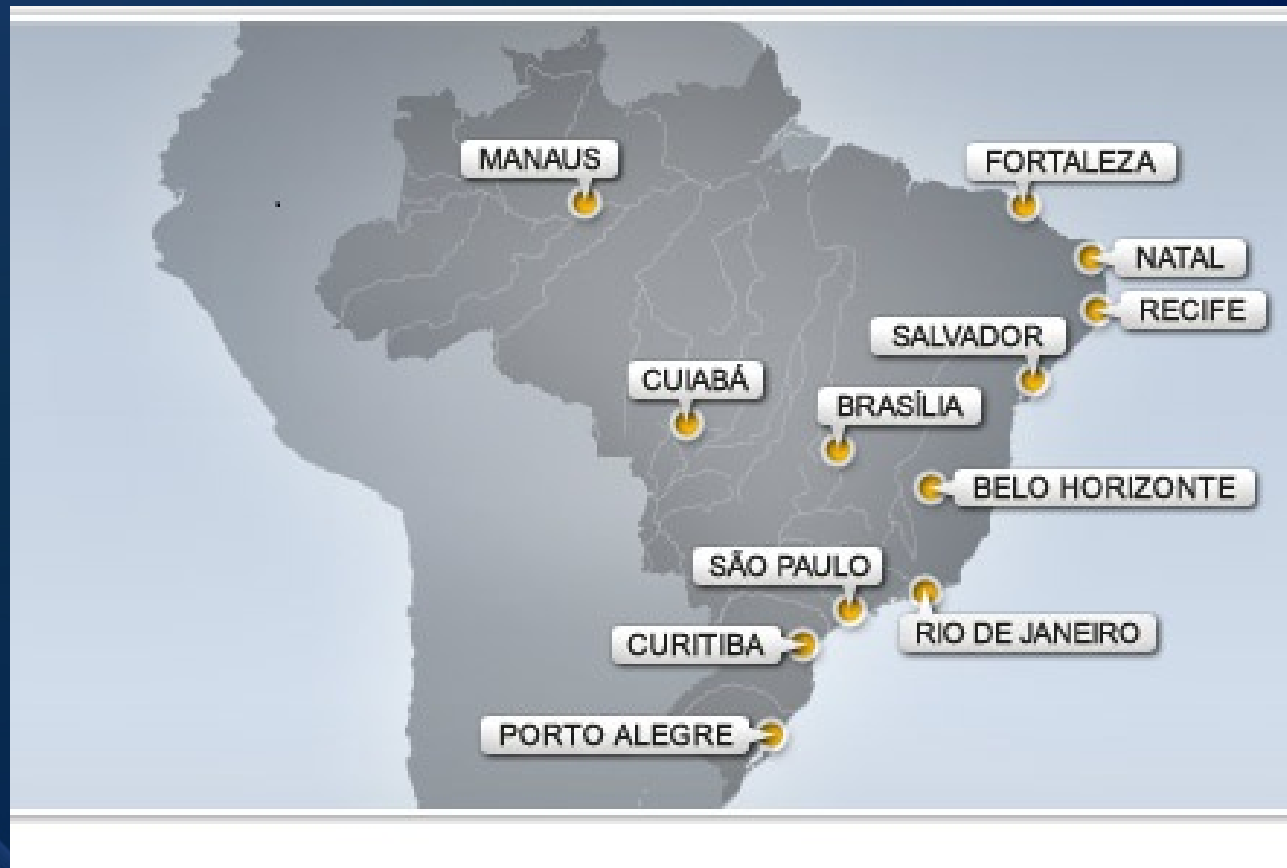 MANAUS
FORTALEZA
NATAL
RECIFE
SALVADOR
CUIABÁ
BRASÍLIA
BELO HORIZONTE
SÃO PAULO
RIO DE JANEIRO
CURITIBA
PORTO ALEGRE